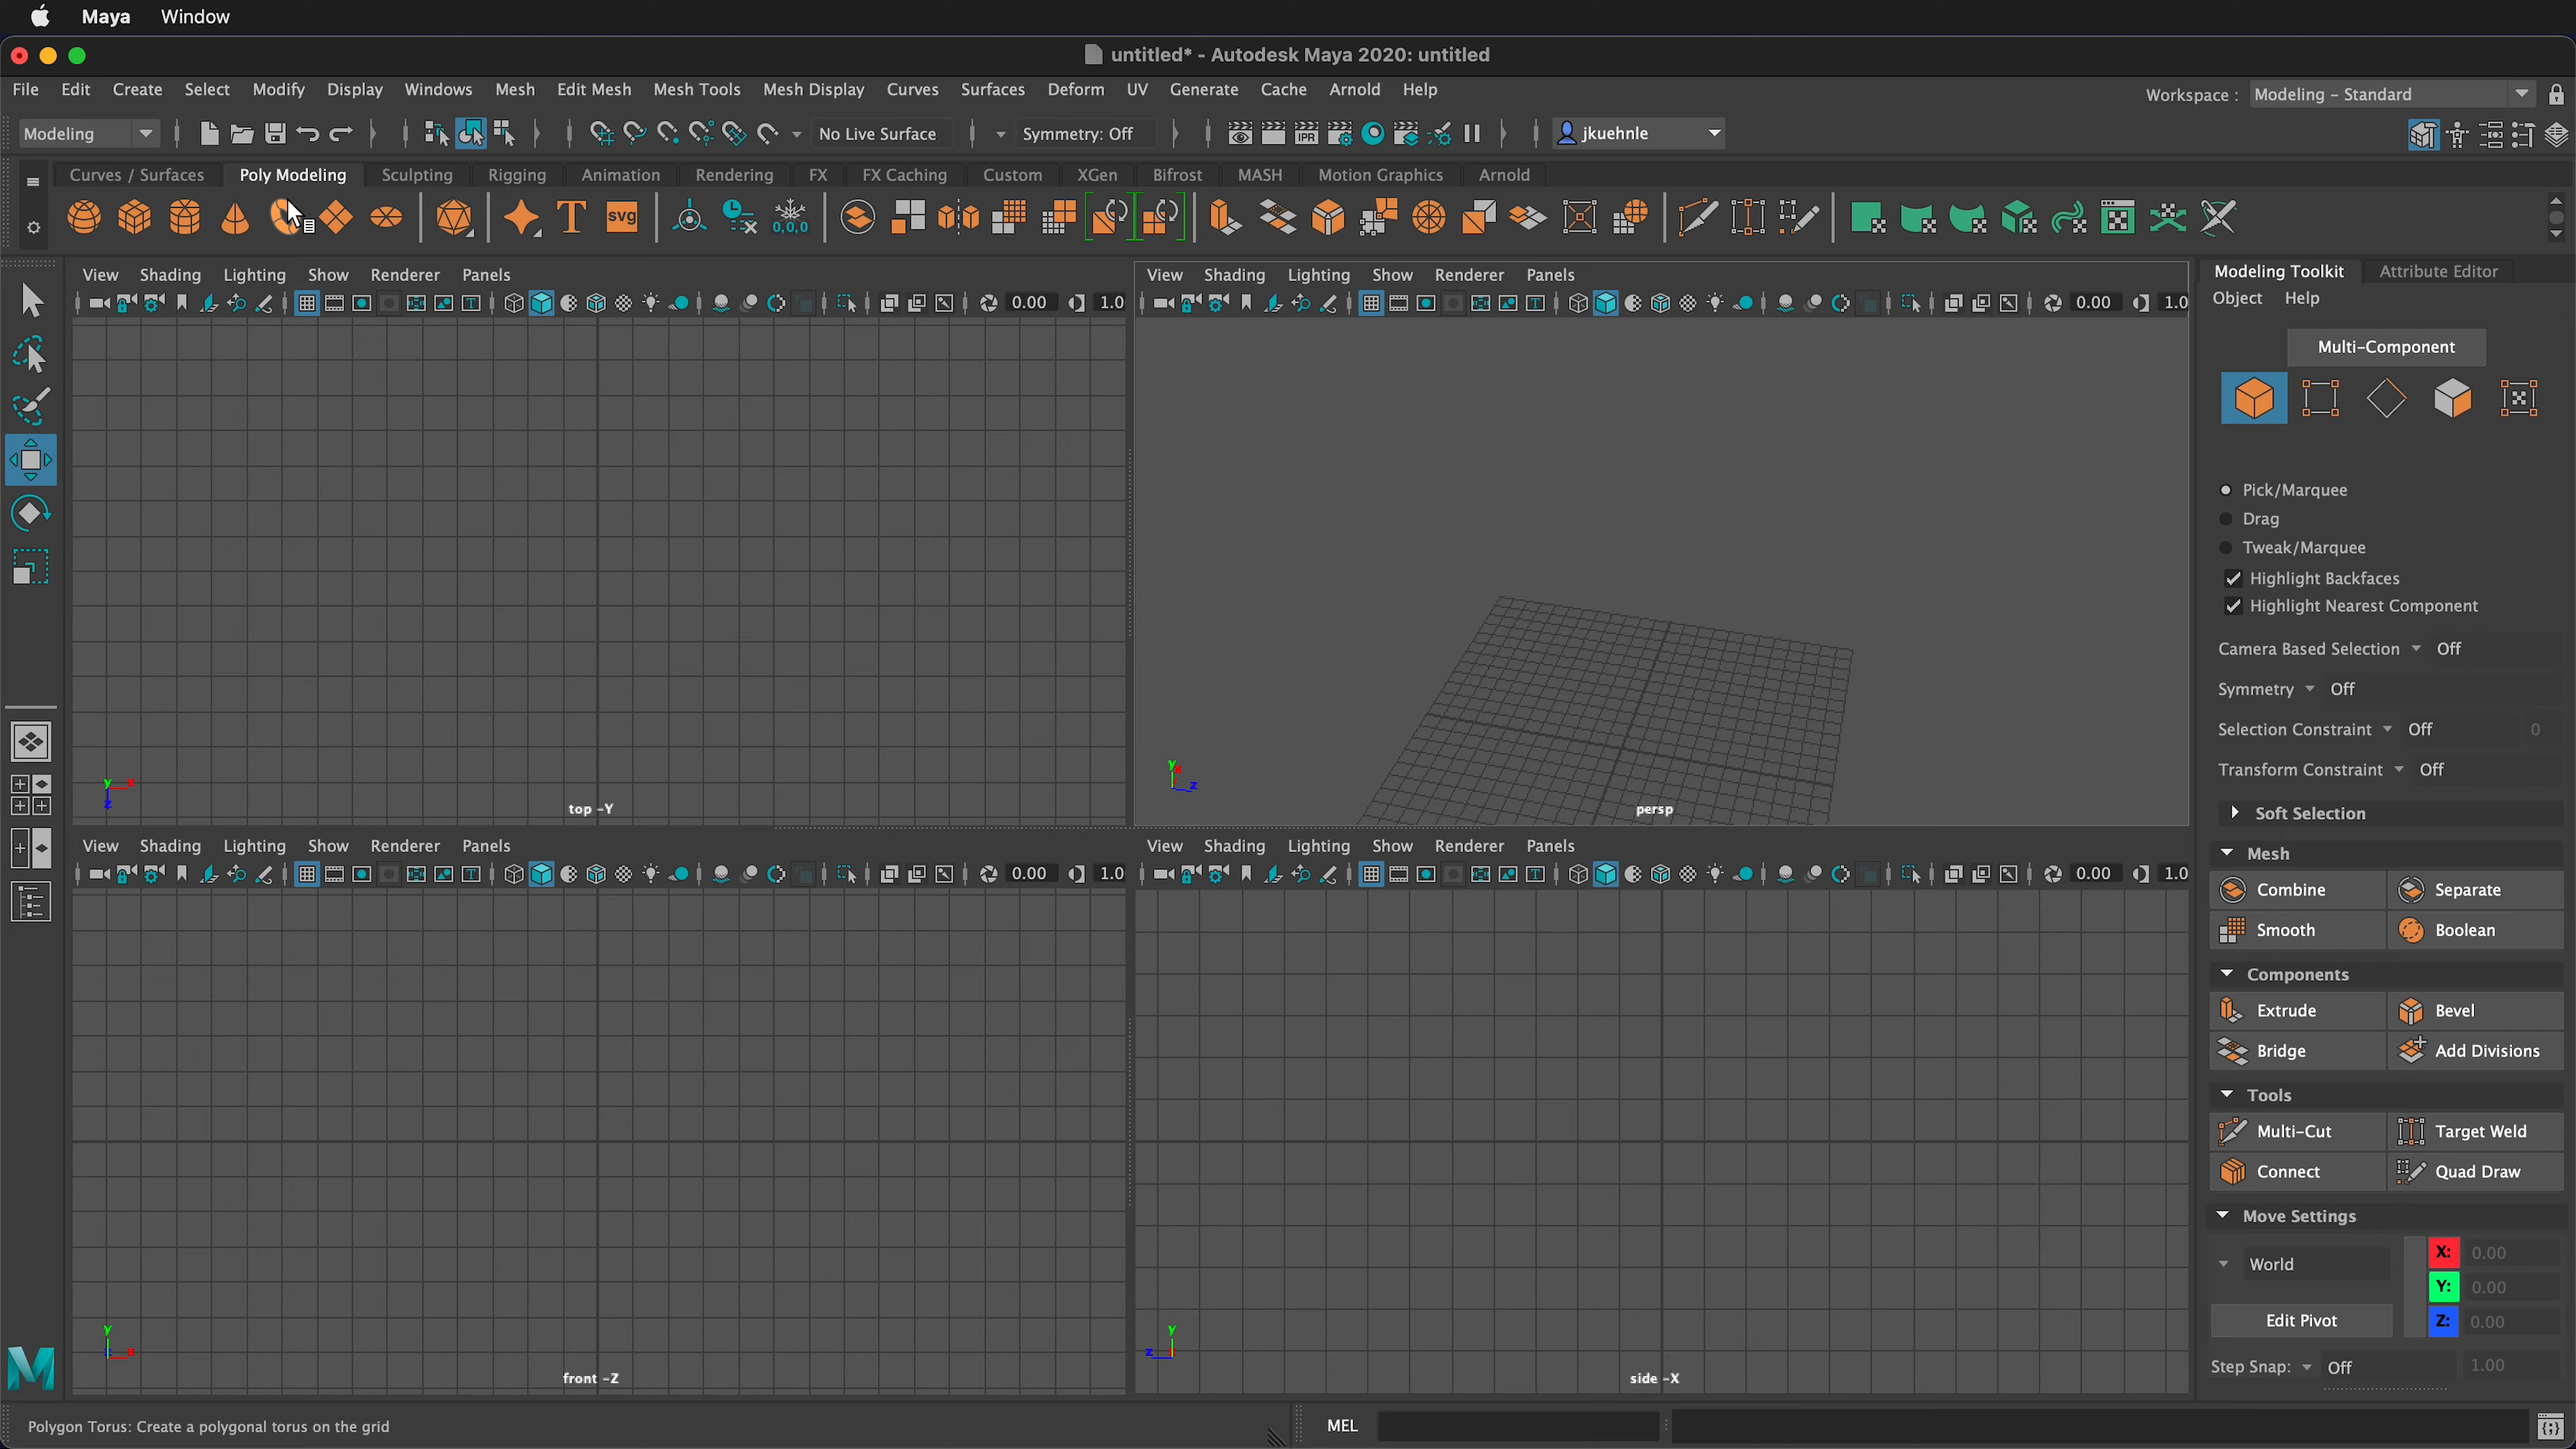 Maya Window
untitled* - Autodesk Maya 2020: untitled
File Edit Create Select Modify Display Windows Mesh Edit Mesh Mesh Tools Mesh Display Curves Surfaces Deform UV Generate Cache Arnold Help Workspace : Modeling - Standard
Modeling No Live Surface Symmetry: Off IPR jkuehnle
Curves / Surfaces Poly Modeling Sculpting Rigging Animation Rendering FX FX Caching Custom XGen Bifrost MASH Motion Graphics Arnold
T svg 0,0,0
View Shading Lighting Show Renderer Panels
0.00 1.0
top -Y
y x z
View Shading Lighting Show Renderer Panels
0.00 1.0
persp
y x z
View Shading Lighting Show Renderer Panels
0.00 1.0
front -Z
y x
View Shading Lighting Show Renderer Panels
0.00 1.0
side -X
y z
Modeling Toolkit Attribute Editor
Object Help
Multi-Component
Pick/Marquee
Drag
Tweak/Marquee
Highlight Backfaces
Highlight Nearest Component
Camera Based Selection Off
Symmetry Off
Selection Constraint Off 0
Transform Constraint Off
Soft Selection
Mesh
Combine Separate
Smooth Boolean
Components
Extrude Bevel
Bridge Add Divisions
Tools
Multi-Cut Target Weld
Connect Quad Draw
Move Settings
World
X: 0.00
Y: 0.00
Edit Pivot Z: 0.00
Step Snap: Off 1.00
Polygon Torus: Create a polygonal torus on the grid MEL